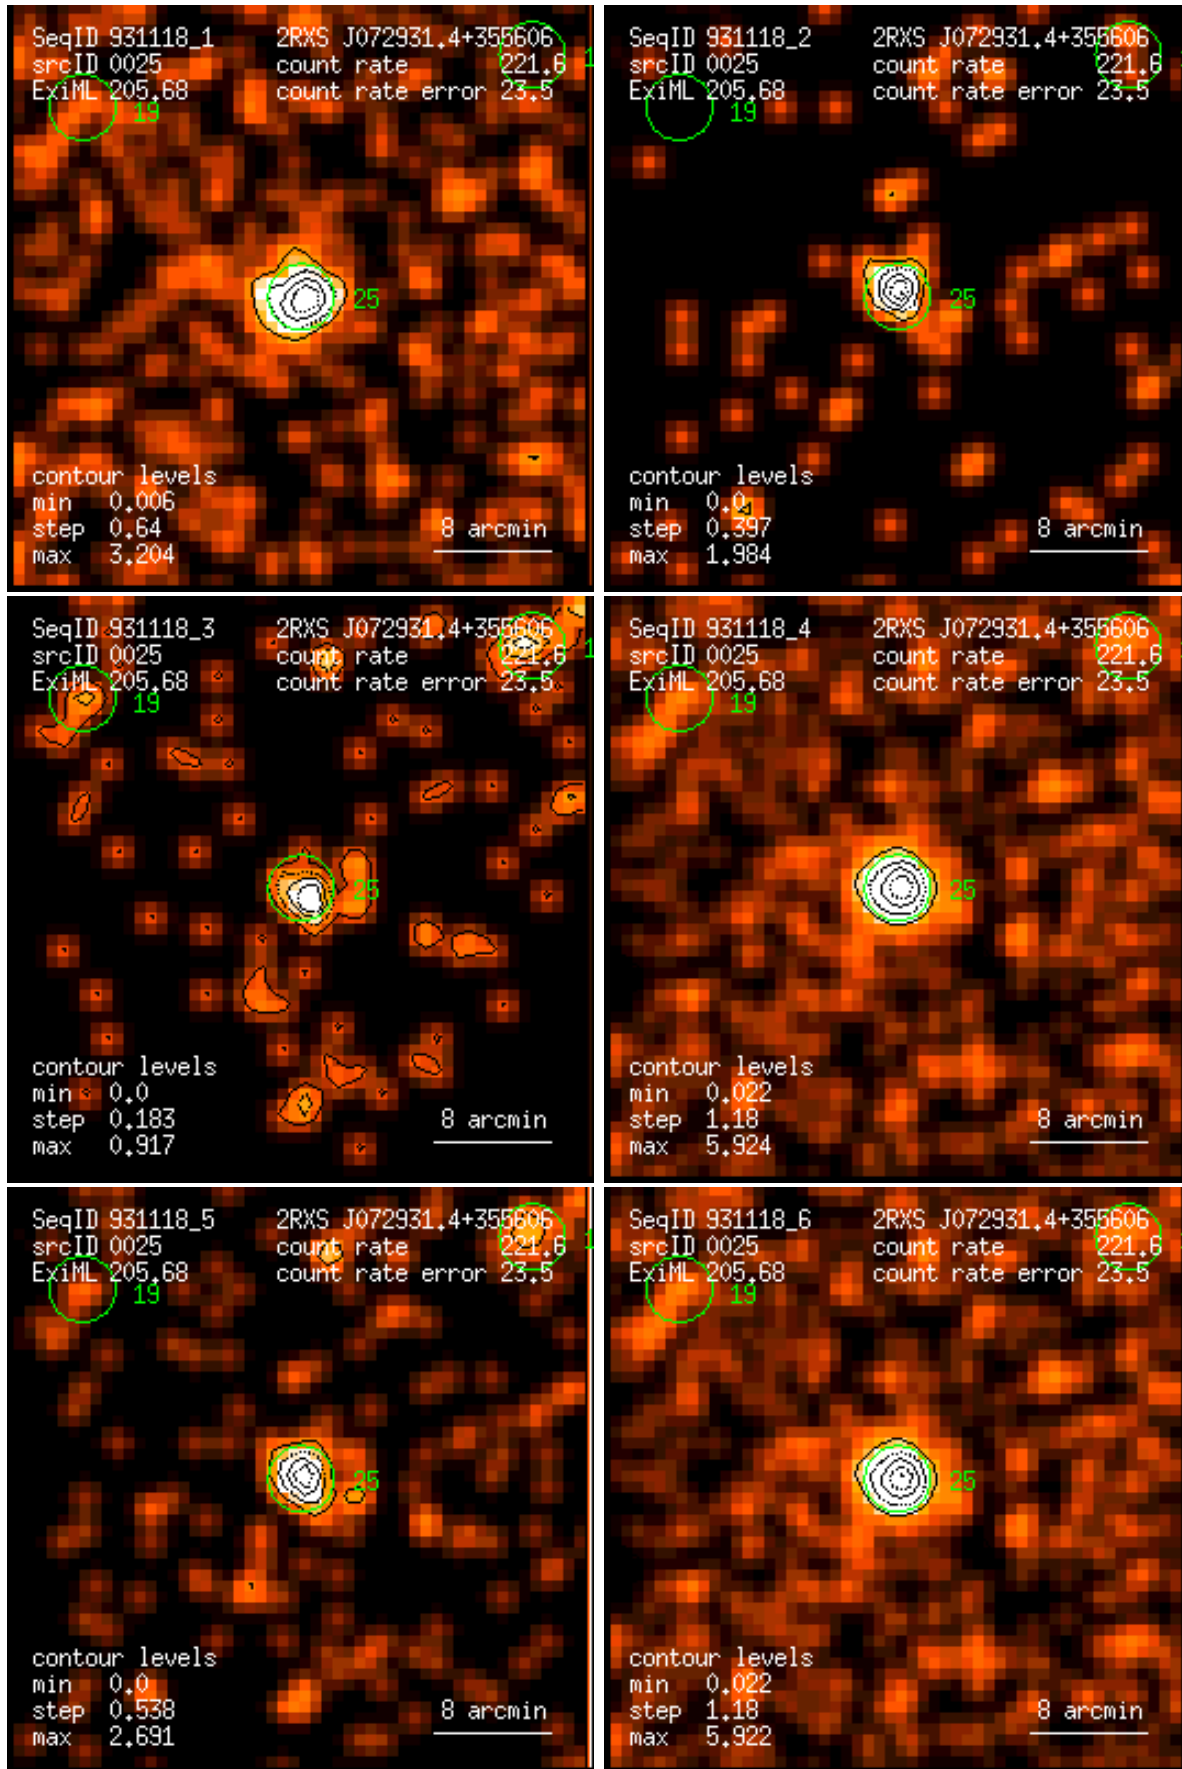 SeqID 931118_1 2RXS J072931.4+355606
srcID 0025 count rate 221.6 1
ExiML 205.68 count rate error 23.5
19
25
contour levels
min 0.006
step 0.64 8 arcmin
max 3.204
SeqID 931118_2 2RXS J072931.4+355606
srcID 0025 count rate 221.6
ExiML 205.68 count rate error 23.5
19
25
contour levels
min 0.0
step 0.397 8 arcmin
max 1.984
SeqID 931118_3 2RXS J072931.4+355606
srcID 0025 count rate 221.6 1
ExiML 205.68 count rate error 23.5
19
25
contour levels
min 0.0
step 0.183 8 arcmin
max 0.917
SeqID 931118_4 2RXS J072931.4+355606
srcID 0025 count rate 221.6
ExiML 205.68 count rate error 23.5
19
25
contour levels
min 0.022
step 1.18 8 arcmin
max 5.924
SeqID 931118_5 2RXS J072931.4+355606
srcID 0025 count rate 221.6 1
ExiML 205.68 count rate error 23.5
19
25
contour levels
min 0.0
step 0.538 8 arcmin
max 2.691
SeqID 931118_6 2RXS J072931.4+355606
srcID 0025 count rate 221.6
ExiML 205.68 count rate error 23.5
19
25
contour levels
min 0.022
step 1.18 8 arcmin
max 5.922